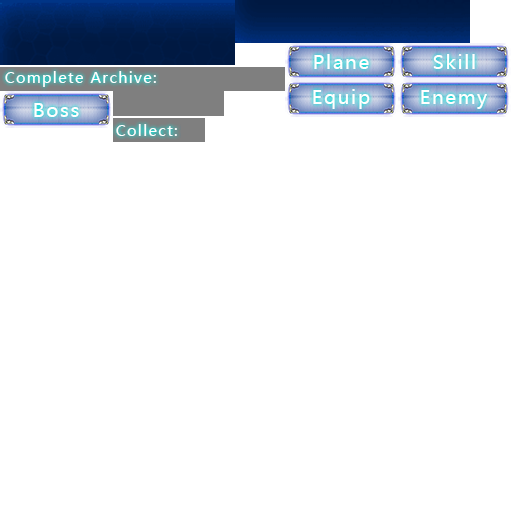 Plane
Skill
Complete Archive:
Equip
Enemy
Boss
Collect: